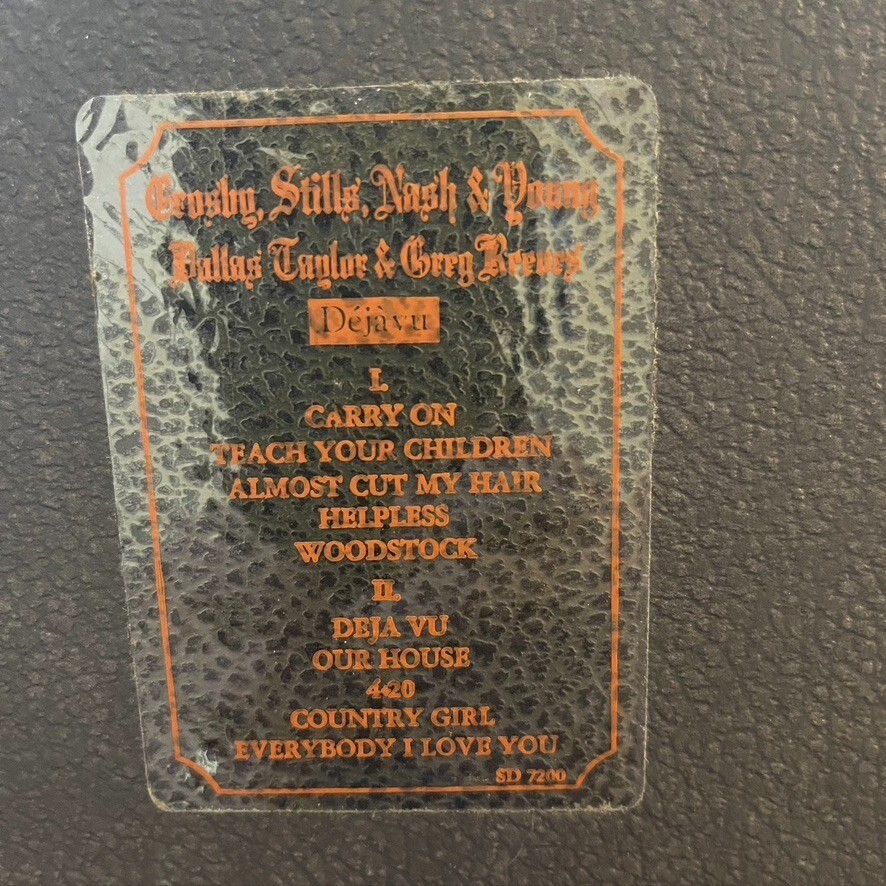 Crosby, Stills, Nash & Young
Dallas Taylor & Greg Reeves
Déjà vu
I.
CARRY ON
TEACH YOUR CHILDREN
ALMOST CUT MY HAIR
HELPLESS
WOODSTOCK
II.
DEJA VU
OUR HOUSE
4+20
COUNTRY GIRL
EVERYBODY I LOVE YOU
SD 7200